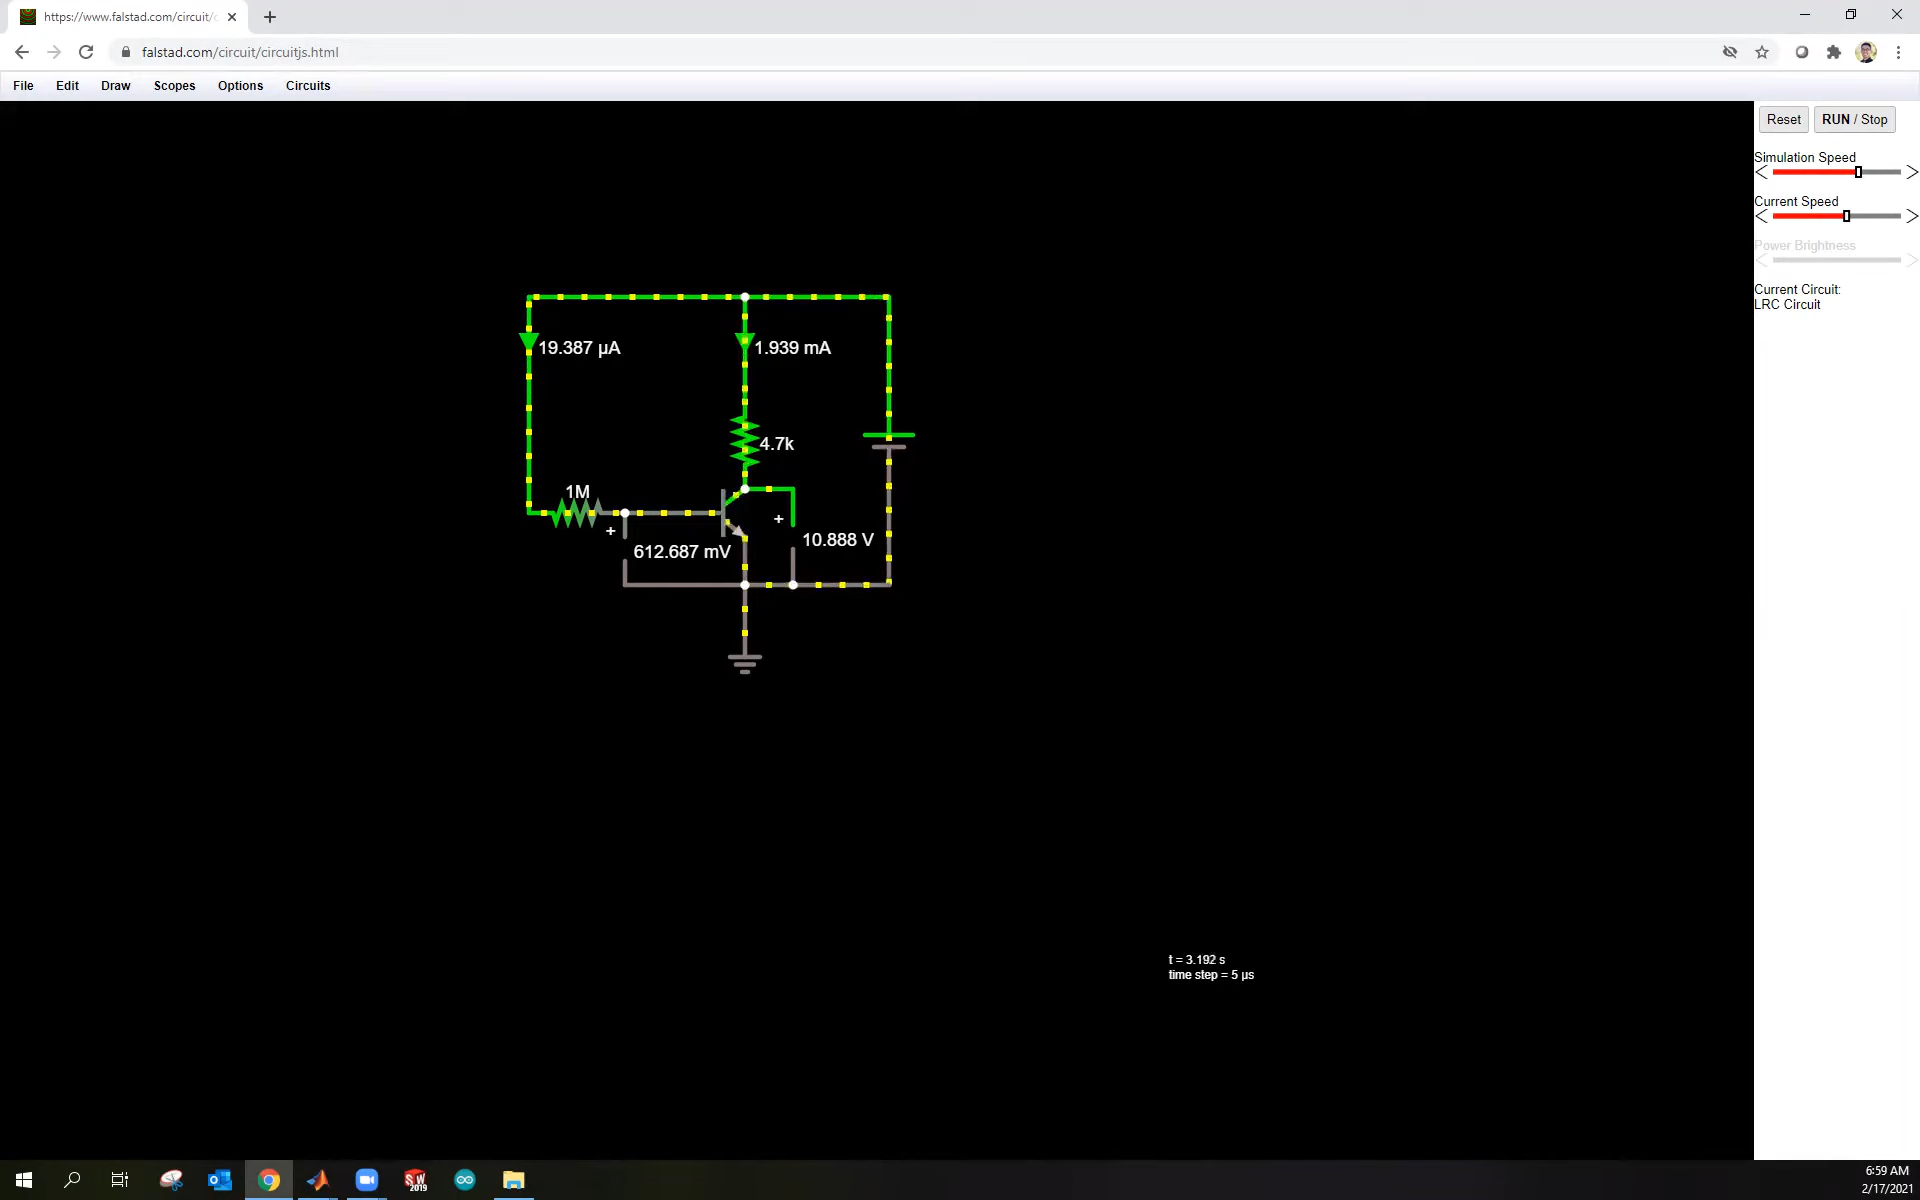 https://www.falstad.com/circuit/c
falstad.com/circuit/circuitjs.html
File Edit Draw Scopes Options Circuits
Reset RUN / Stop
Simulation Speed
Current Speed
Power Brightness
Current Circuit:
LRC Circuit
19.387 μA 1.939 mA
4.7k
1M
+
+
612.687 mV
10.888 V
t = 3.192 s
time step = 5 μs
SW
2019
6:59 AM
2/17/2021